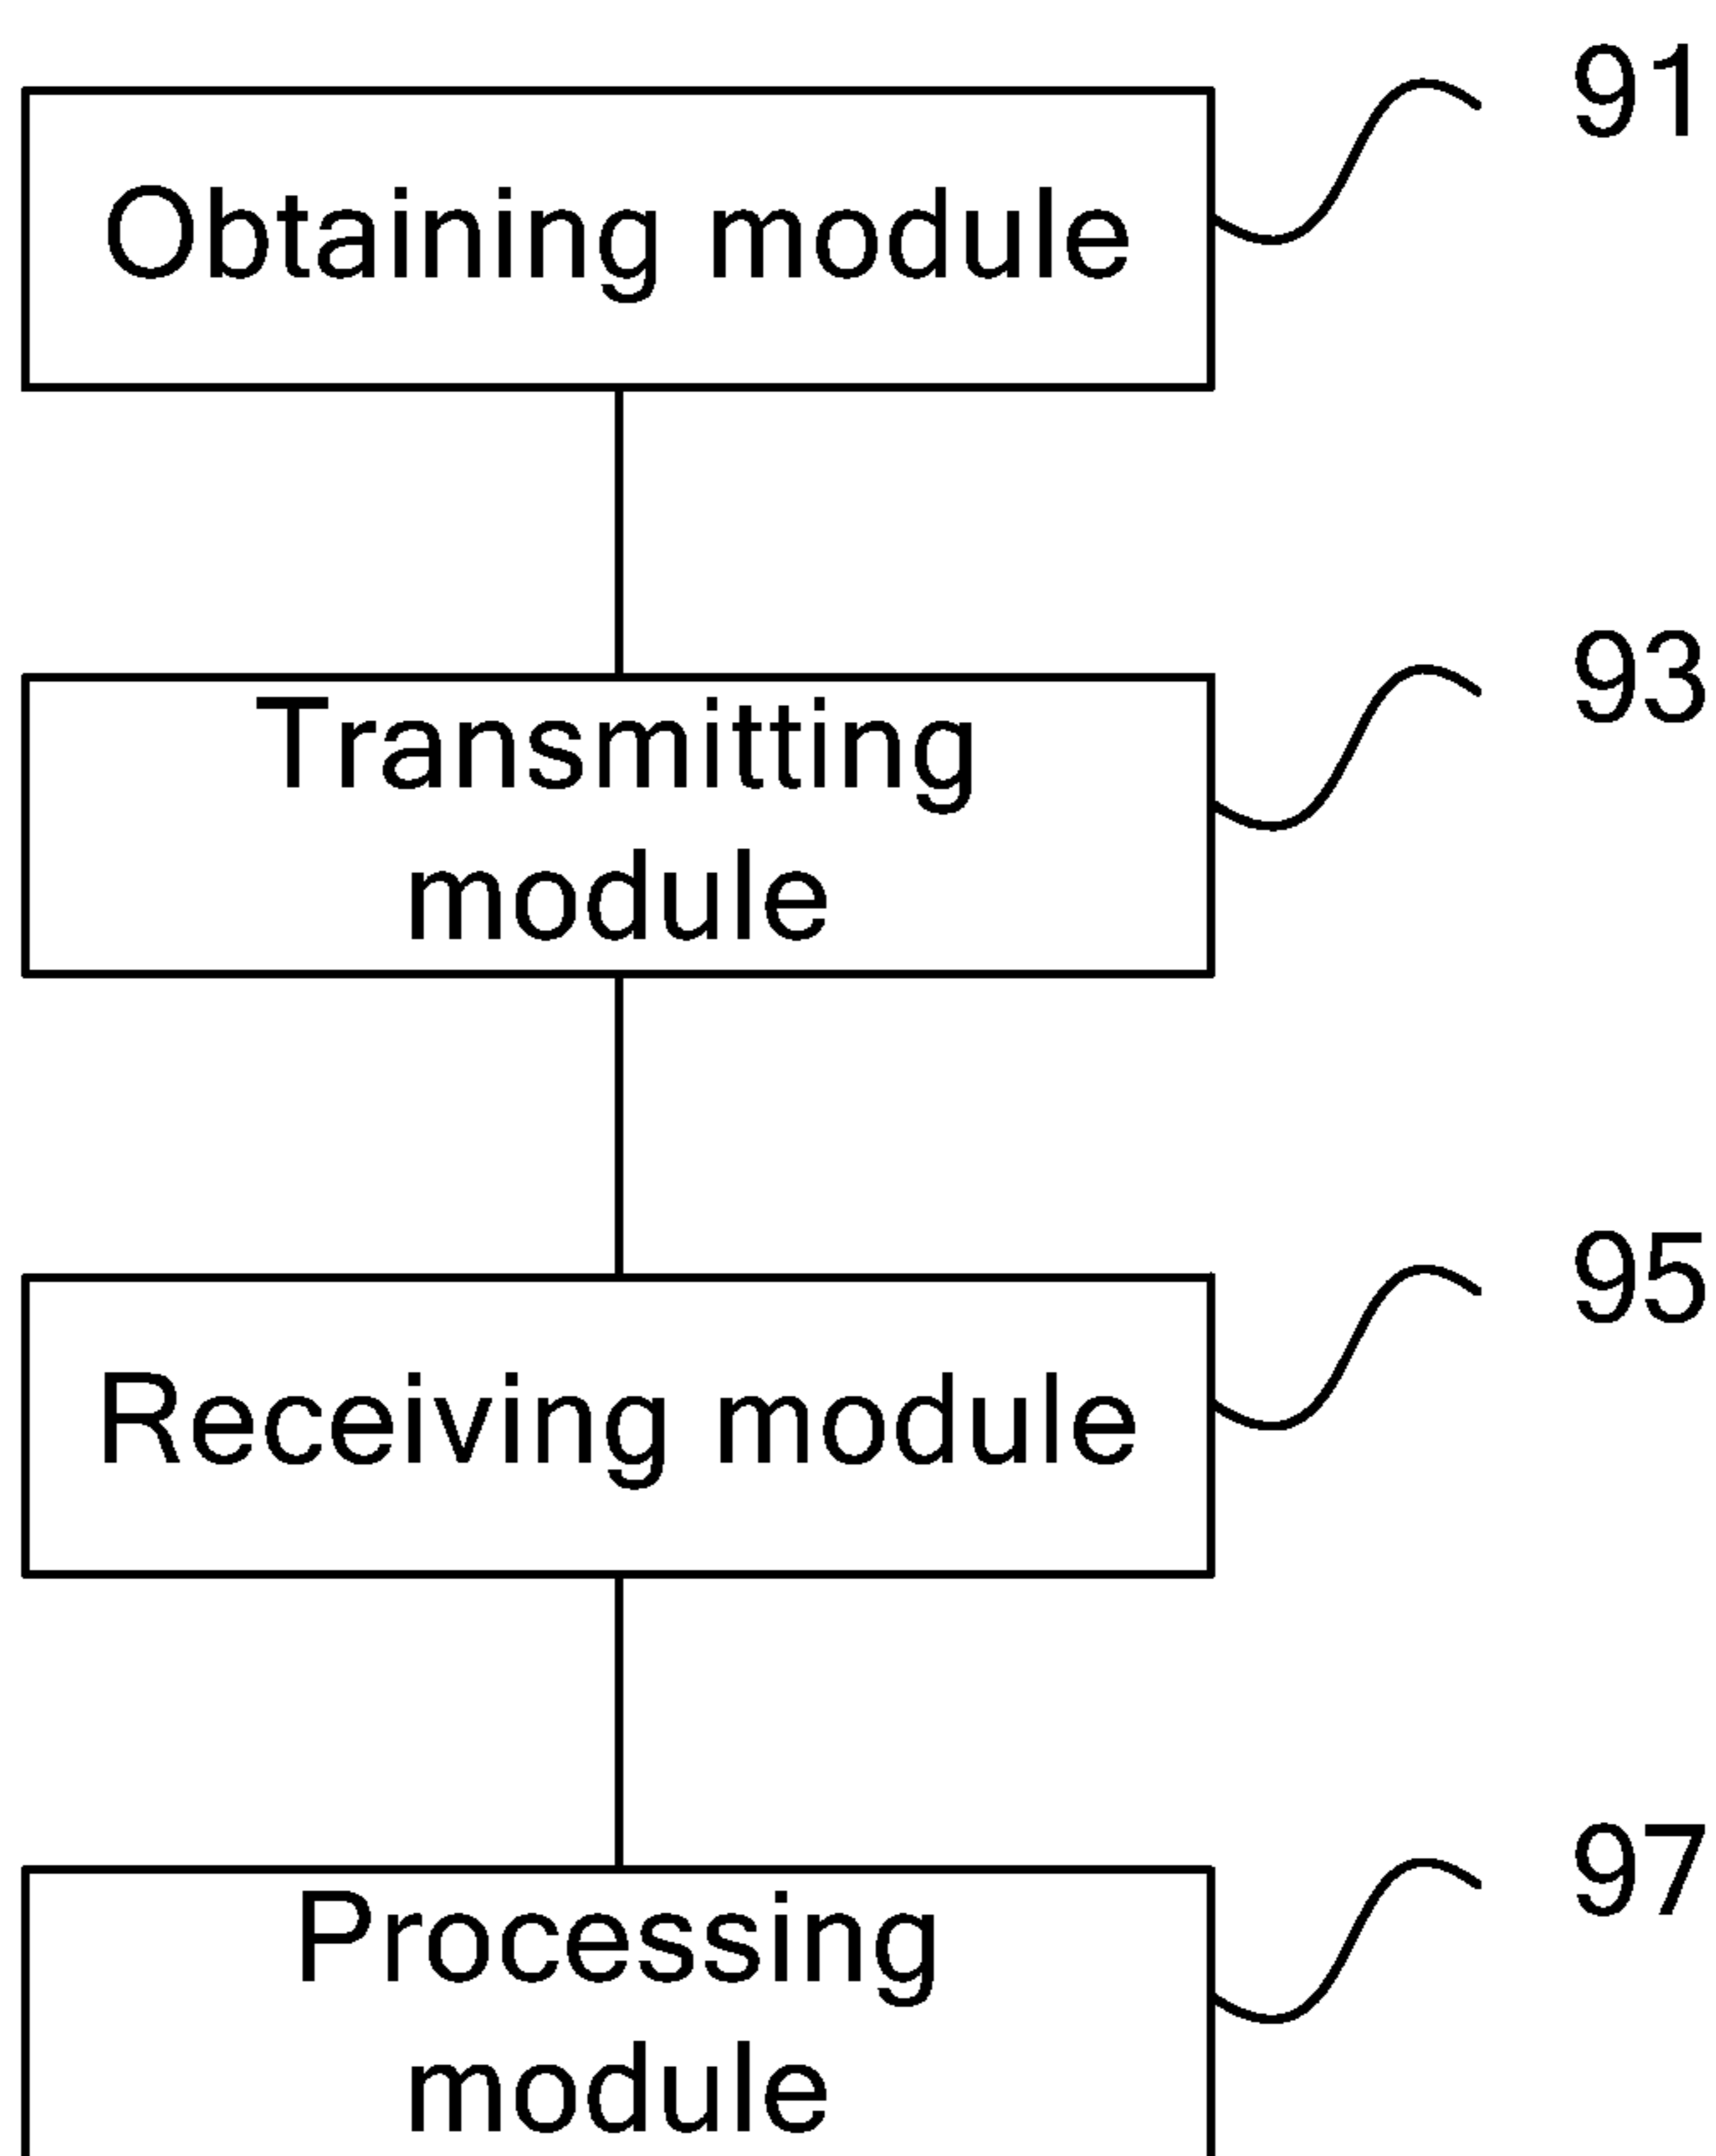 91
Obtaining module
93
Transmitting
module
95
Receiving module
97
Processing
module